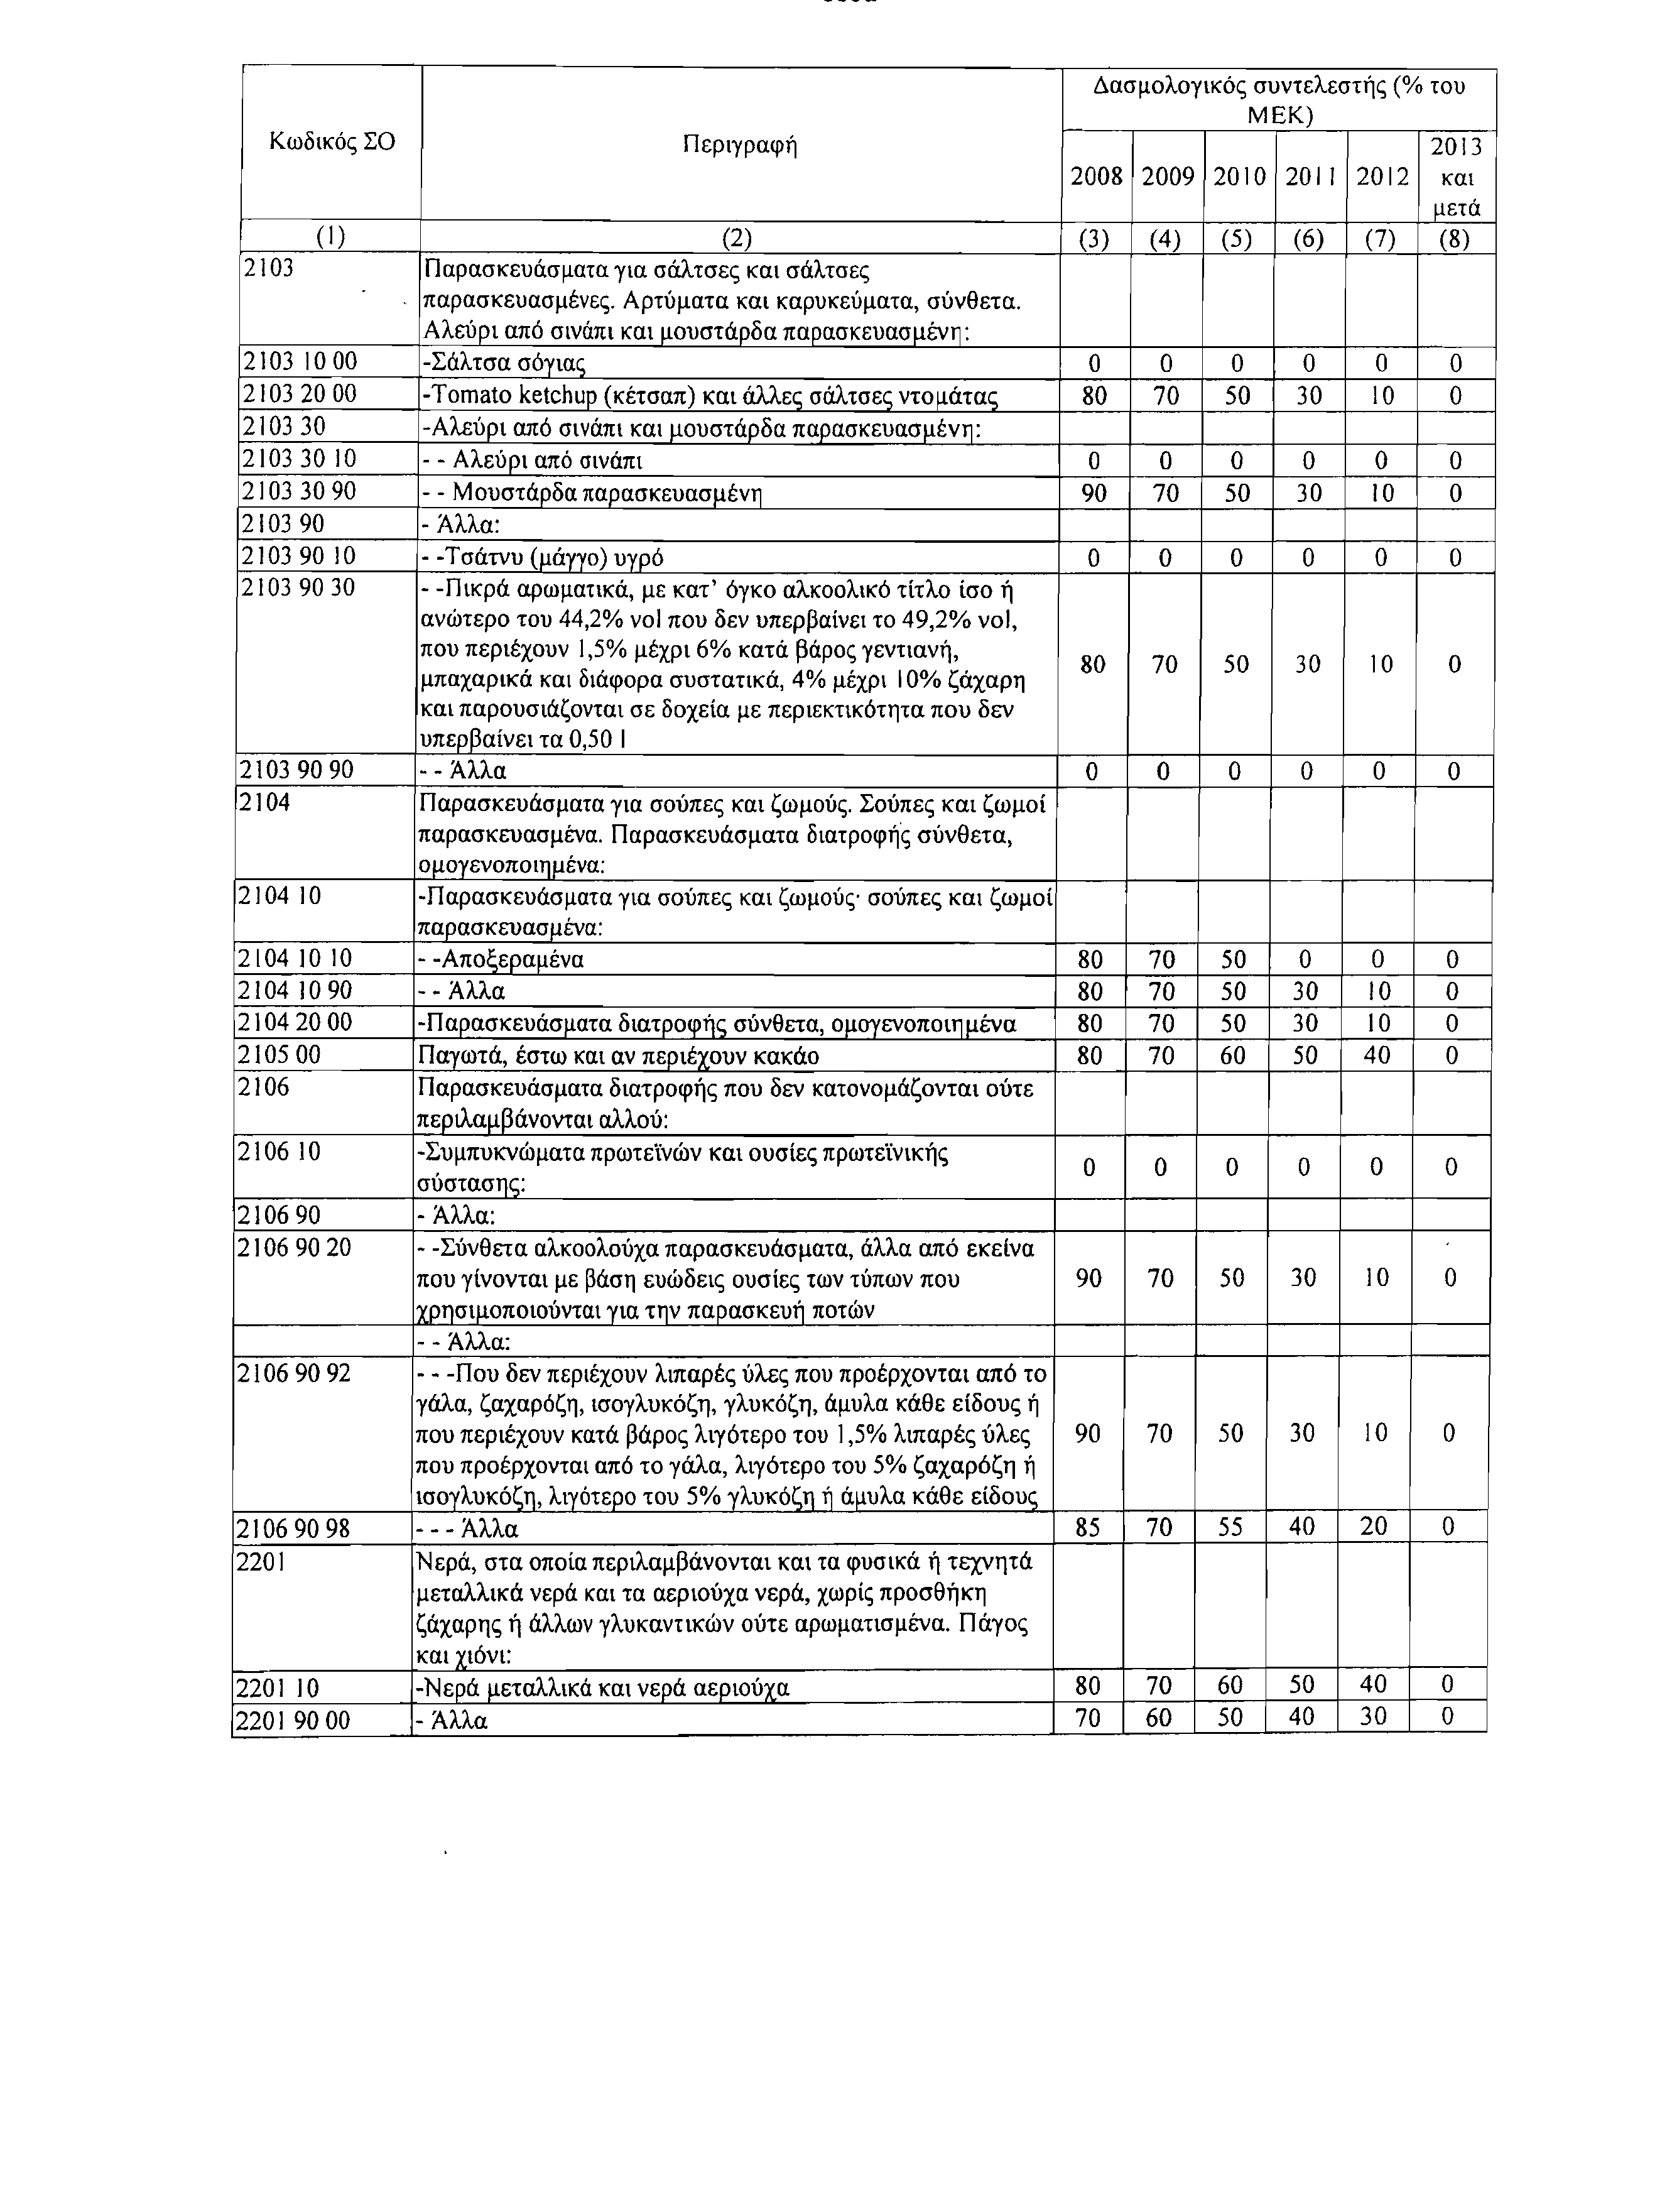 Κωδικός ΣΟ Περιγραφή Δασμολογικός συντελεστής (% του
ΜΕΚ)
2008 2009 2010 2011 2012 2013
και
μετά
(1) (2) (3) (4) (5) (6) (7) (8)
2103 Παρασκευάσματα για σάλτσες και σάλτσες
παρασκευασμένες. Αρτύματα και καρυκεύματα, σύνθετα.
Αλεύρι από σινάπι και μουστάρδα παρασκευασμένη:
2103 10 00 -Σάλτσα σόγιας 0 0 0 0 0 0
2103 20 00 -Tomato ketchup (κέτσαπ) και άλλες σάλτσες ντομάτας 80 70 50 30 10 0
2103 30 -Αλεύρι από σινάπι και μουστάρδα παρασκευασμένη:
2103 30 10 - - Αλεύρι από σινάπι 0 0 0 0 0 0
2103 30 90 - - Μουστάρδα παρασκευασμένη 90 70 50 30 10 0
2103 90 - Άλλα:
2103 90 10 - -Τσάτνυ (μάγγο) υγρό 0 0 0 0 0 0
2103 90 30 - -Πικρά αρωματικά, με κατ' όγκο αλκοολικό τίτλο ίσο ή
ανώτερο του 44,2% vol που δεν υπερβαίνει το 49,2% vol,
που περιέχουν 1,5% μέχρι 6% κατά βάρος γεντιανή,
μπαχαρικά και διάφορα συστατικά, 4% μέχρι 10% ζάχαρη
και παρουσιάζονται σε δοχεία με περιεκτικότητα που δεν
υπερβαίνει τα 0,50 l 80 70 50 30 10 0
2103 90 90 - - Άλλα 0 0 0 0 0 0
2104 Παρασκευάσματα για σούπες και ζωμούς. Σούπες και ζωμοί
παρασκευασμένα. Παρασκευάσματα διατροφής σύνθετα,
ομογενοποιημένα:
2104 10 -Παρασκευάσματα για σούπες και ζωμούς· σούπες και ζωμοί
παρασκευασμένα:
2104 10 10 - -Αποξεραμένα 80 70 50 0 0 0
2104 10 90 - - Άλλα 80 70 50 30 10 0
2104 20 00 -Παρασκευάσματα διατροφής σύνθετα, ομογενοποιημένα 80 70 50 30 10 0
2105 00 Παγωτά, έστω και αν περιέχουν κακάο 80 70 60 50 40 0
2106 Παρασκευάσματα διατροφής που δεν κατονομάζονται ούτε
περιλαμβάνονται αλλού:
2106 10 -Συμπυκνώματα πρωτεϊνών και ουσίες πρωτεϊνικής
σύστασης: 0 0 0 0 0 0
2106 90 - Άλλα:
2106 90 20 - -Σύνθετα αλκοολούχα παρασκευάσματα, άλλα από εκείνα
που γίνονται με βάση ευώδεις ουσίες των τύπων που
χρησιμοποιούνται για την παρασκευή ποτών 90 70 50 30 10 0
- - Άλλα:
2106 90 92 - - -Που δεν περιέχουν λιπαρές ύλες που προέρχονται από το
γάλα, ζαχαρόζη, ισογλυκόζη, γλυκόζη, άμυλα κάθε είδους ή
που περιέχουν κατά βάρος λιγότερο του 1,5% λιπαρές ύλες
που προέρχονται από το γάλα, λιγότερο του 5% ζαχαρόζη ή
ισογλυκόζη, λιγότερο του 5% γλυκόζη ή άμυλα κάθε είδους 90 70 50 30 10 0
2106 90 98 - - - Άλλα 85 70 55 40 20 0
2201 Νερά, στα οποία περιλαμβάνονται και τα φυσικά ή τεχνητά
μεταλλικά νερά και τα αεριούχα νερά, χωρίς προσθήκη
ζάχαρης ή άλλων γλυκαντικών ούτε αρωματισμένα. Πάγος
και χιόνι:
2201 10 -Νερά μεταλλικά και νερά αεριούχα 80 70 60 50 40 0
2201 90 00 - Άλλα 70 60 50 40 30 0